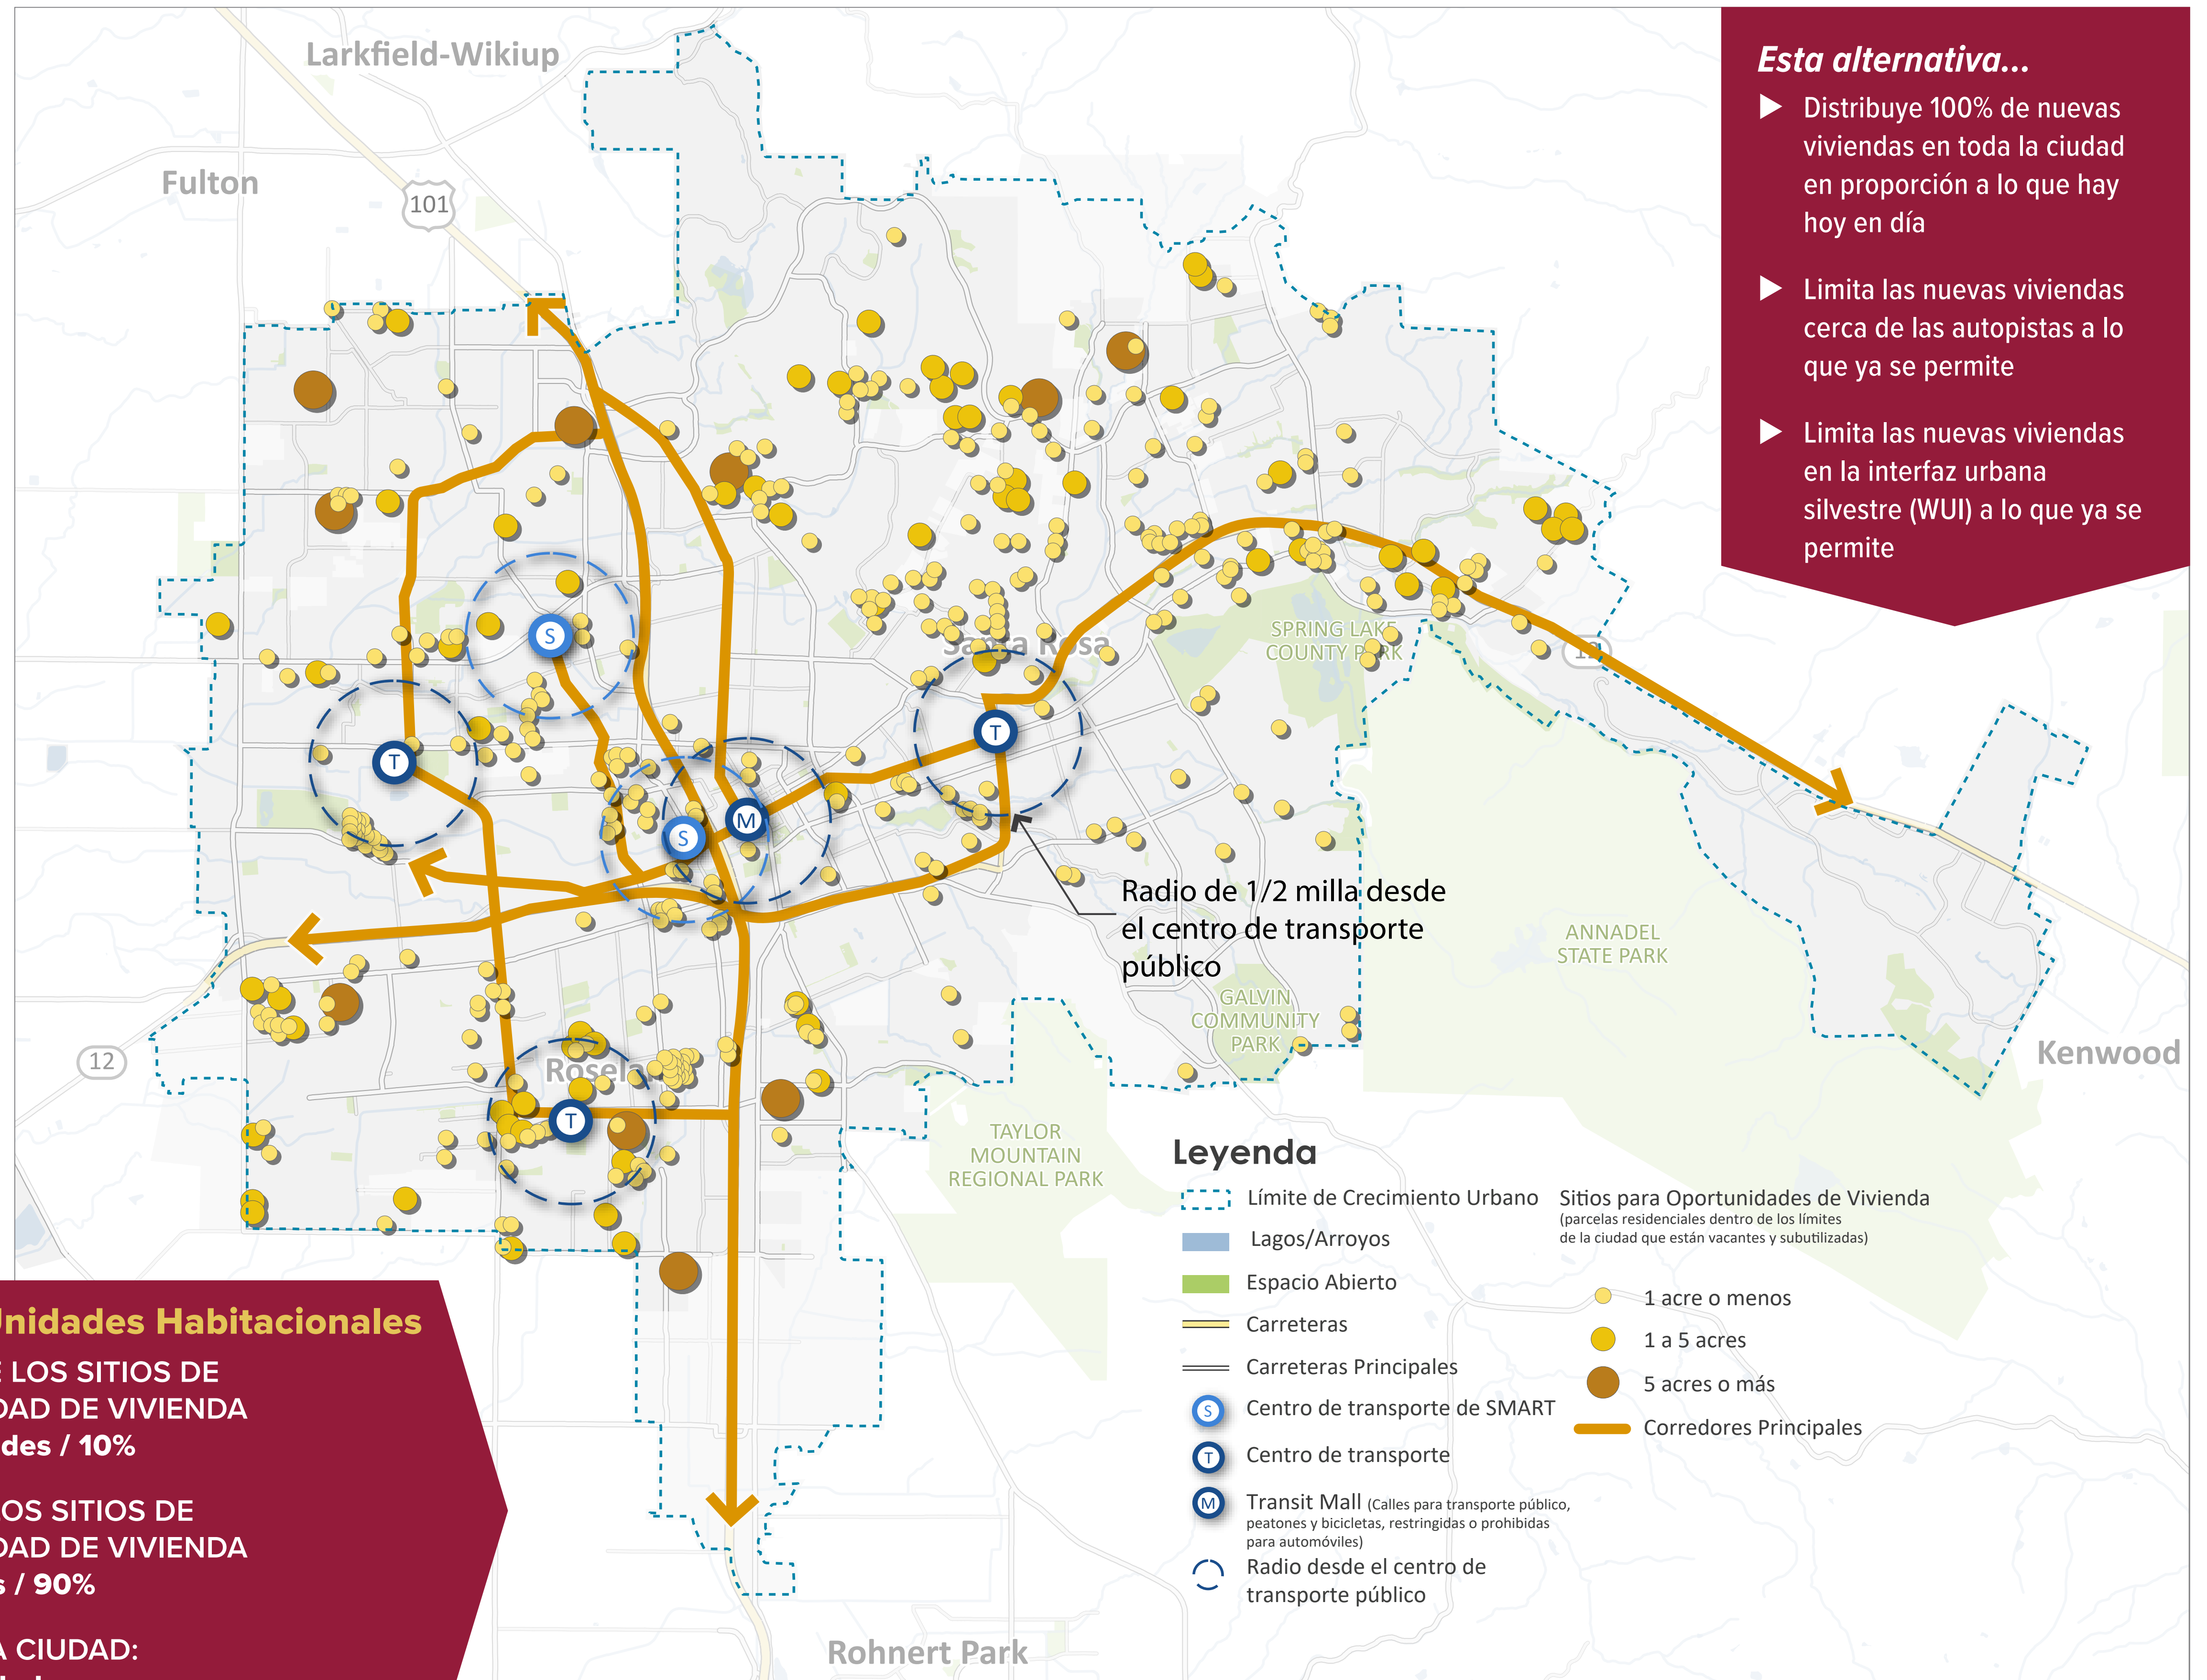 Larkfield-Wikiup
Fulton
101
Esta alternativa...
Distribuye 100% de nuevas
viviendas en toda la ciudad
en proporción a lo que hay
hoy en día
Limita las nuevas viviendas
cerca de las autopistas a lo
que ya se permite
Limita las nuevas viviendas
en la interfaz urbana
silvestre (WUI) a lo que ya se
permite
S
Santa Rosa
SPRING LAKE
COUNTY PARK
12
T
T
M
S
Radio de 1/2 milla desde
el centro de transporte
público
ANNADEL
STATE PARK
GALVIN
COMMUNITY
PARK
12
Kenwood
T
TAYLOR
MOUNTAIN
REGIONAL PARK
Leyenda
Límite de Crecimiento Urbano
Lagos/Arroyos
Espacio Abierto
Carreteras
Carreteras Principales
S Centro de transporte de SMART
T Centro de transporte
M Transit Mall (Calles para transporte público,
peatones y bicicletas, restringidas o prohibidas
para automóviles)
Radio desde el centro de
transporte público
Sitios para Oportunidades de Vivienda
(parcelas residenciales dentro de los límites
de la ciudad que están vacantes y subutilizadas)
1 acre o menos
1 a 5 acres
5 acres o más
Corredores Principales
Unidades Habitacionales
LOS SITIOS DE
DAD DE VIVIENDA
des / 10%
LOS SITIOS DE
DAD DE VIVIENDA
s / 90%
A CIUDAD:
Rohnert Park